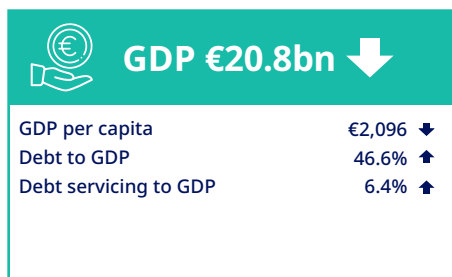 GDP €20.8bn
GDP per capita €2,096
Debt to GDP 46.6%
Debt servicing to GDP 6.4%